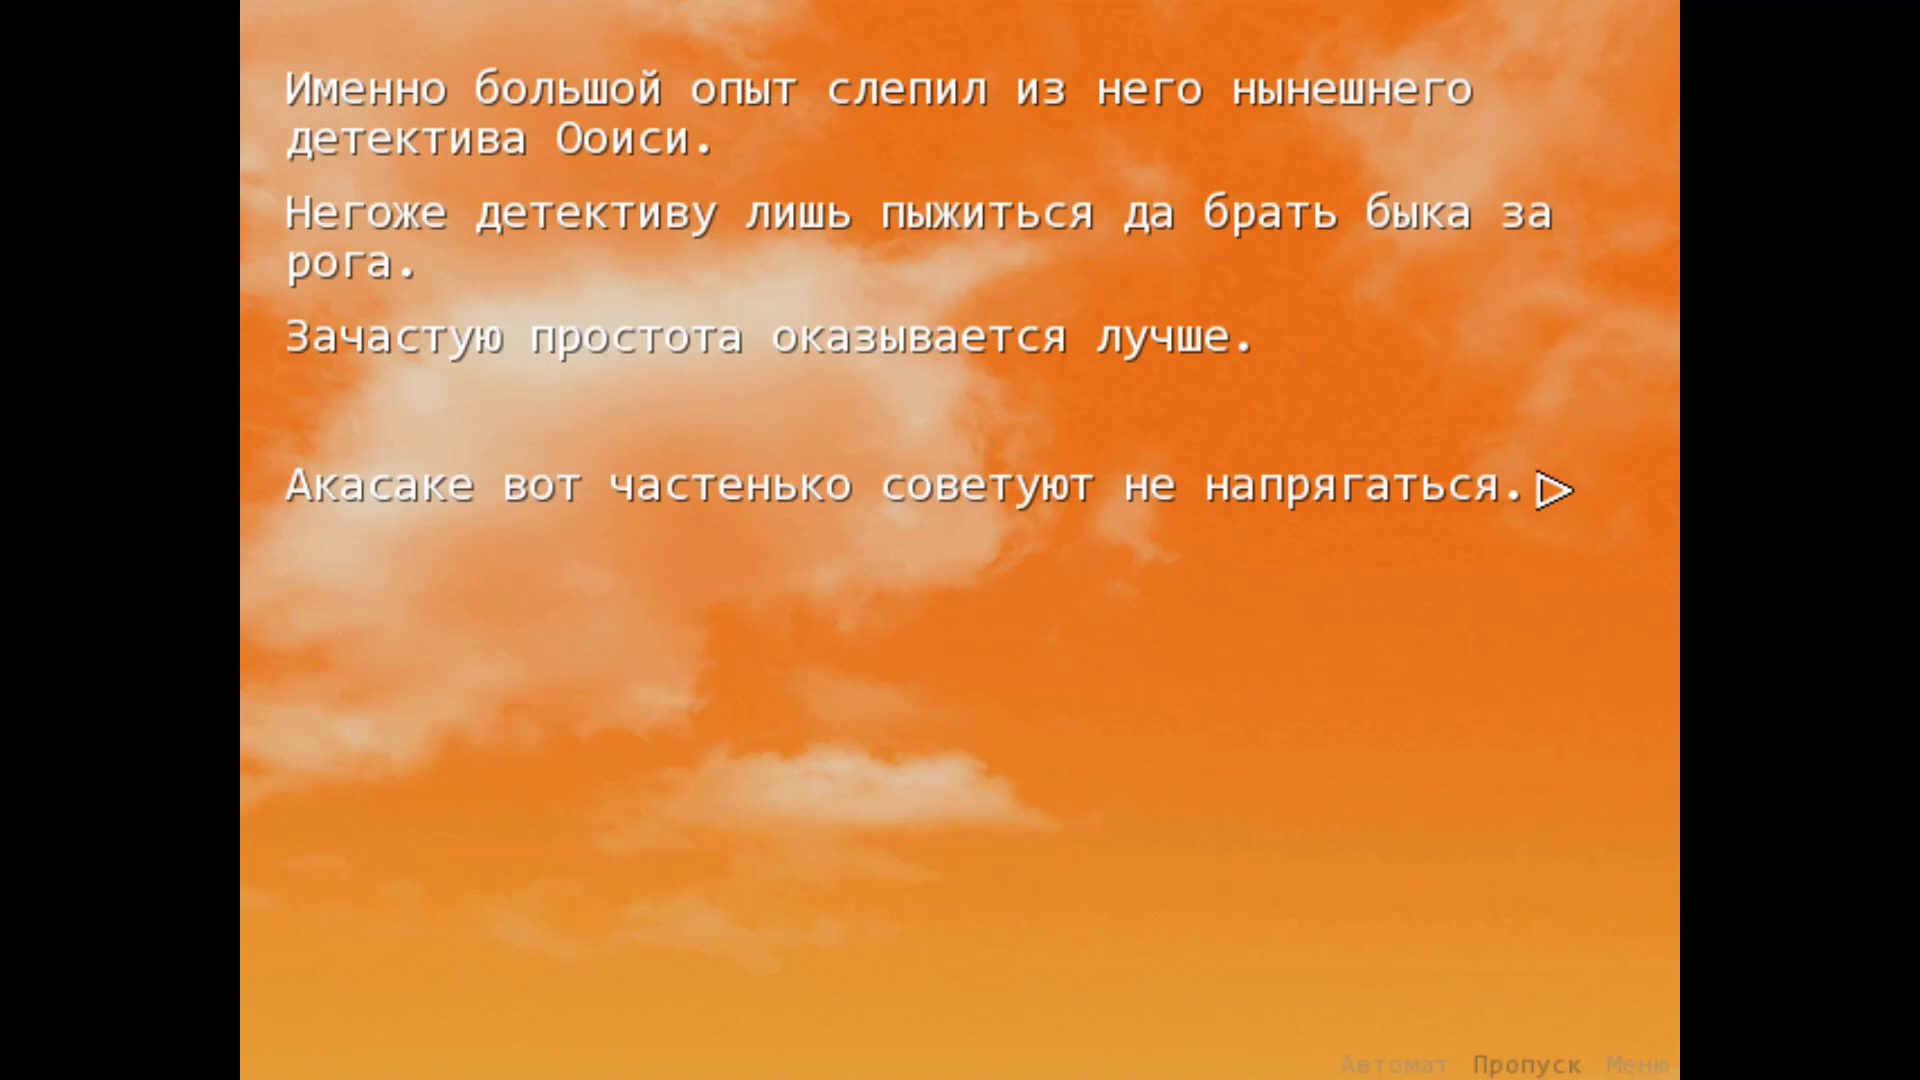 Именно большой опыт слепил из него нынешнего
детектива Ооиси.
Негоже детективу лишь пыжиться да брать быка за
рога.
Зачастую простота оказывается лучше.
Акасаке вот частенько советуют не напрягаться.
Автомат Пропуск Меню